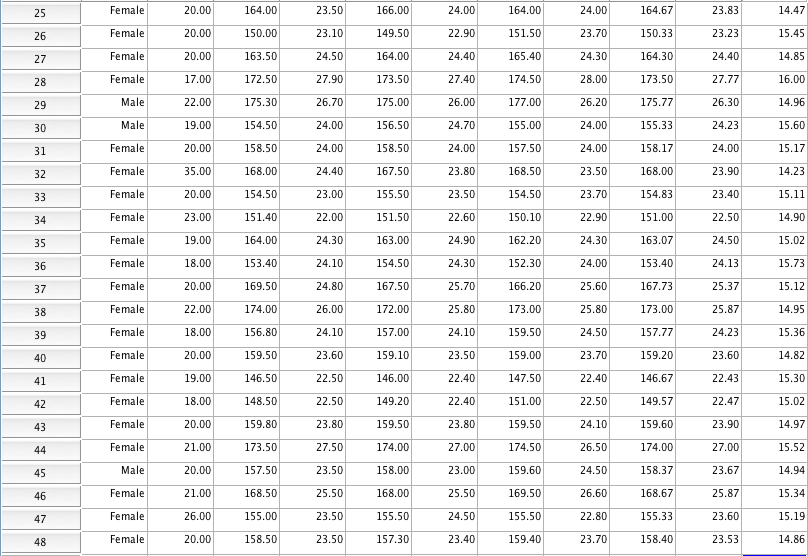 25 Female 20.00 164.00 23.50 166.00 24.00 164.00 24.00 164.67 23.83 14.47
26 Female 20.00 150.00 23.10 149.50 22.90 151.50 23.70 150.33 23.23 15.45
27 Female 20.00 163.50 24.50 164.00 24.40 165.40 24.30 164.30 24.40 14.85
28 Female 17.00 172.50 27.90 173.50 27.40 174.50 28.00 173.50 27.77 16.00
29 Male 22.00 175.30 26.70 175.00 26.00 177.00 26.20 175.77 26.30 14.96
30 Male 19.00 154.50 24.00 156.50 24.70 155.00 24.00 155.33 24.23 15.60
31 Female 20.00 158.50 24.00 158.50 24.00 157.50 24.00 158.17 24.00 15.17
32 Female 35.00 168.00 24.40 167.50 23.80 168.50 23.50 168.00 23.90 14.23
33 Female 20.00 154.50 23.00 155.50 23.50 154.50 23.70 154.83 23.40 15.11
34 Female 23.00 151.40 22.00 151.50 22.60 150.10 22.90 151.00 22.50 14.90
35 Female 19.00 164.00 24.30 163.00 24.90 162.20 24.30 163.07 24.50 15.02
36 Female 18.00 153.40 24.10 154.50 24.30 152.30 24.00 153.40 24.13 15.73
37 Female 20.00 169.50 24.80 167.50 25.70 166.20 25.60 167.73 25.37 15.12
38 Female 22.00 174.00 26.00 172.00 25.80 173.00 25.80 173.00 25.87 14.95
39 Female 18.00 156.80 24.10 157.00 24.10 159.50 24.50 157.77 24.23 15.36
40 Female 20.00 159.50 23.60 159.10 23.50 159.00 23.70 159.20 23.60 14.82
41 Female 19.00 146.50 22.50 146.00 22.40 147.50 22.40 146.67 22.43 15.30
42 Female 18.00 148.50 22.50 149.20 22.40 151.00 22.50 149.57 22.47 15.02
43 Female 20.00 159.80 23.80 159.50 23.80 159.50 24.10 159.60 23.90 14.97
44 Female 21.00 173.50 27.50 174.00 27.00 174.50 26.50 174.00 27.00 15.52
45 Male 20.00 157.50 23.50 158.00 23.00 159.60 24.50 158.37 23.67 14.94
46 Female 21.00 168.50 25.50 168.00 25.50 169.50 26.60 168.67 25.87 15.34
47 Female 26.00 155.00 23.50 155.50 24.50 155.50 22.80 155.33 23.60 15.19
48 Female 20.00 158.50 23.50 157.30 23.40 159.40 23.70 158.40 23.53 14.86